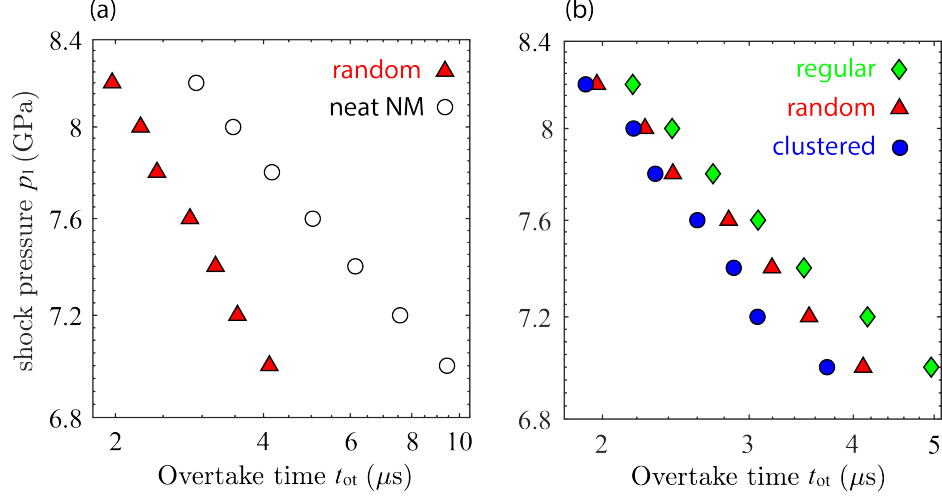 (a)
8.4
8
7.6
7.2
6.8
shock pressure p₁ (GPa)
random
neat NM
2
4
6
8
10
Overtake time tₒₜ (μs)
(b)
8.4
8
7.6
7.2
6.8
regular
random
clustered
2
3
4
5
Overtake time tₒₜ (μs)